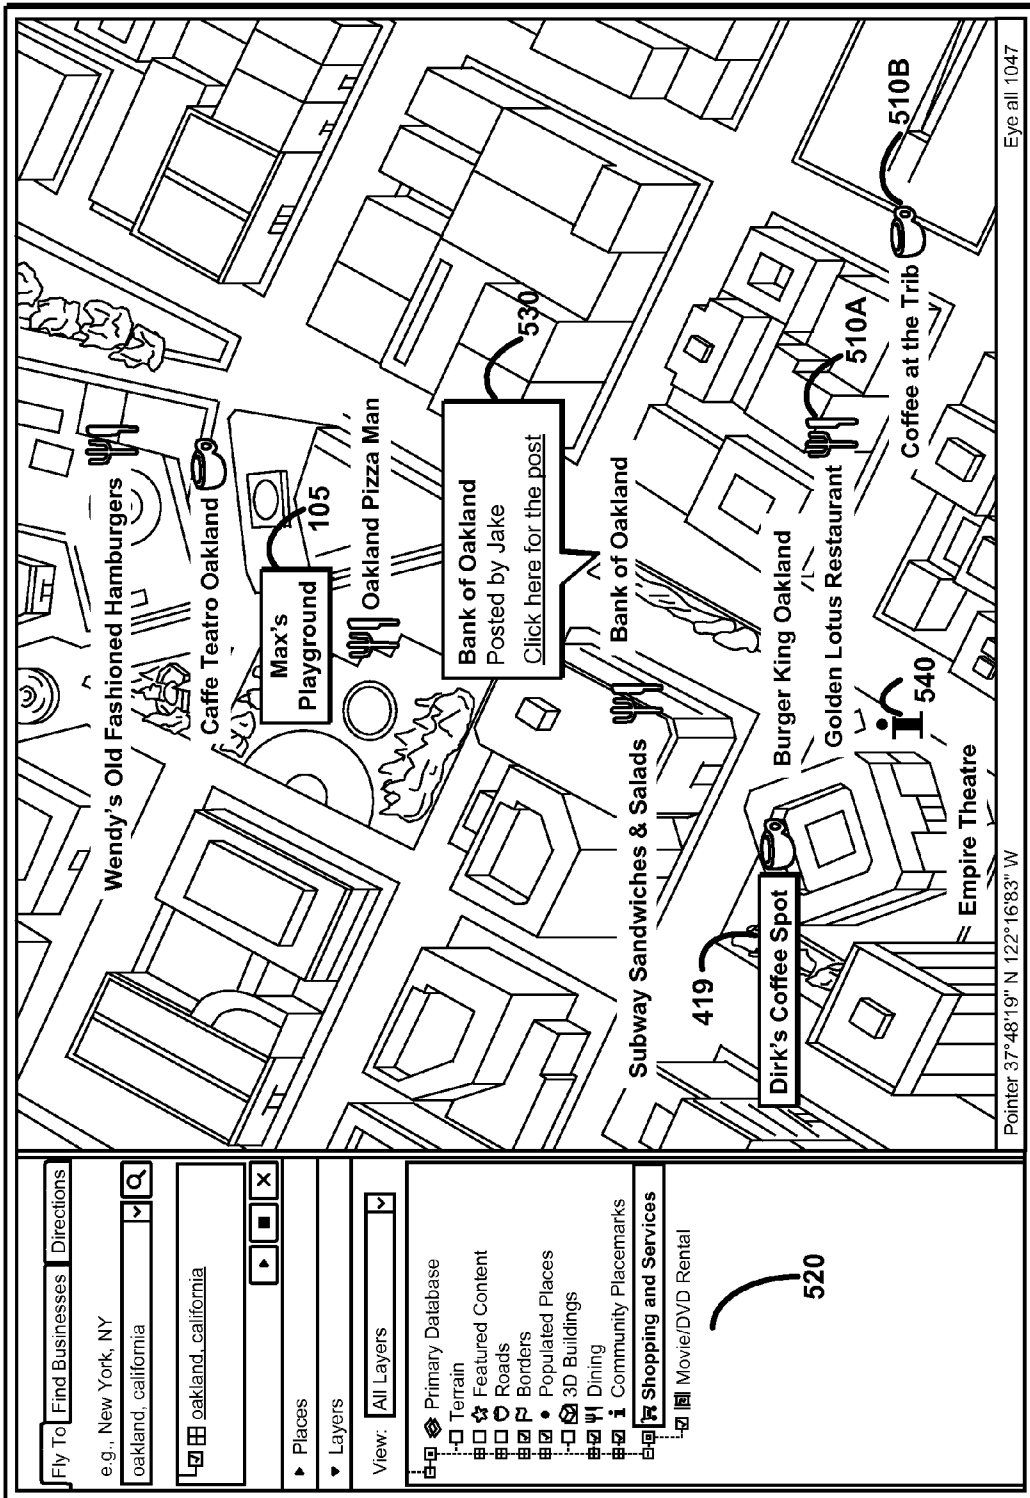 Fly To
Find Businesses
Directions
e.g., New York, NY
oakland, california
oakland, california
Places
Layers
View: All Layers
Primary Database
Terrain
Featured Content
Roads
Borders
Populated Places
3D Buildings
Dining
i Community Placemarks
Shopping and Services
Movie/DVD Rental
520
Wendy's Old Fashioned Hamburgers
Caffe Teatro Oakland
Max's
Playground
105
Oakland Pizza Man
Bank of Oakland
Posted by Jake
Click here for the post
530
Bank of Oakland
Subway Sandwiches & Salads
419
Dirk's Coffee Spot
Burger King Oakland
Golden Lotus Restaurant
510A
Coffee at the Trib
510B
i
540
Empire Theatre
Pointer 37°48'19" N 122°16'83" W
Eye all 1047